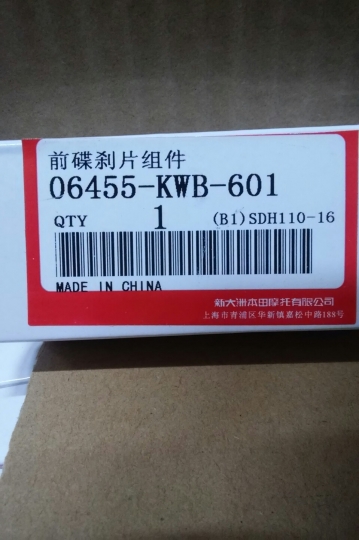 前碟刹片组件
06455-KWB-601
QTY 1 (B1)SDH110-16
MADE IN CHINA
新大洲本田摩托有限公司
上海市青浦区华新镇嘉松中路188号